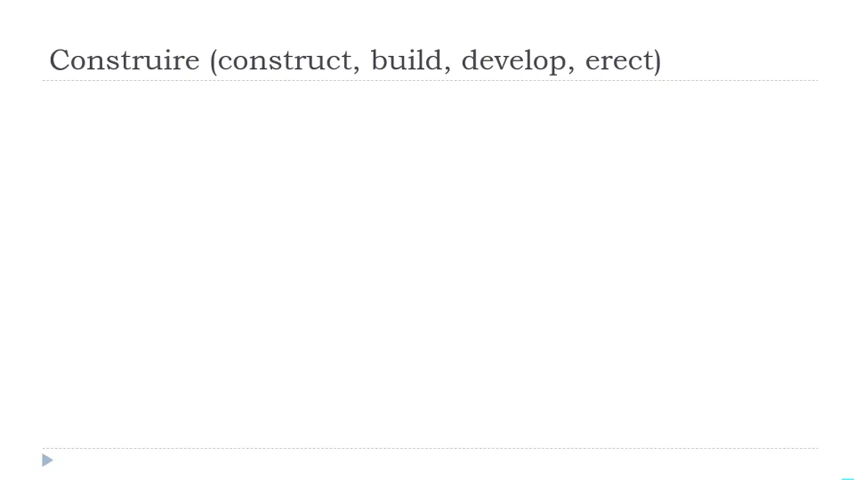 Construire (construct, build, develop, erect)